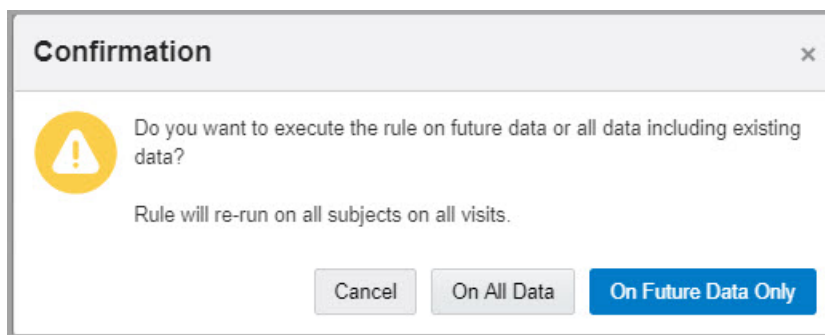 Confirmation
Do you want to execute the rule on future data or all data including existing
data?
Rule will re-run on all subjects on all visits.
Cancel
On All Data
On Future Data Only